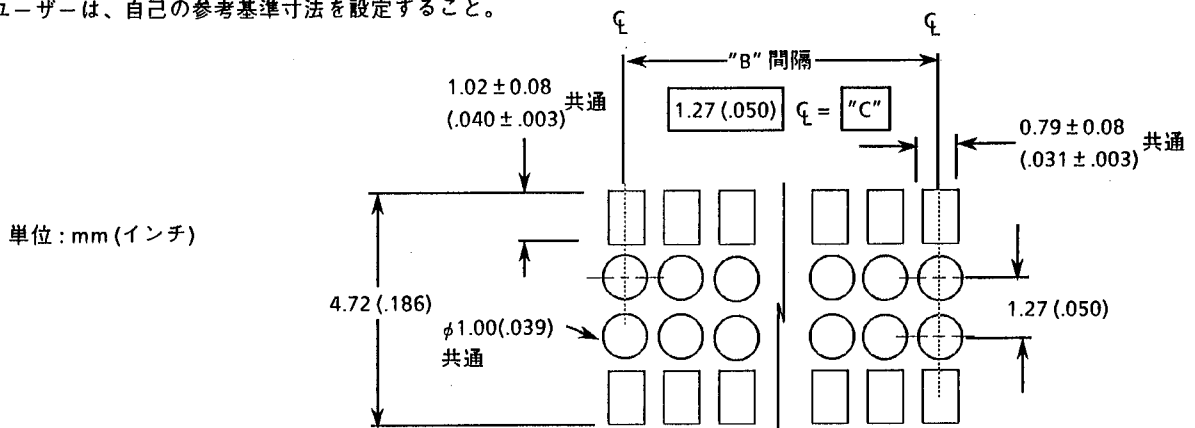 ユーザーは、自己の参考基準寸法を設定すること。
℄
℄
"B" 間隔
1.02 ± 0.08
(.040 ± .003)
共通
1.27 (.050) ℄ = "C"
0.79 ± 0.08
(.031 ± .003)
共通
単位 : mm (インチ)
4.72 (.186)
φ1.00(.039)
共通
1.27 (.050)